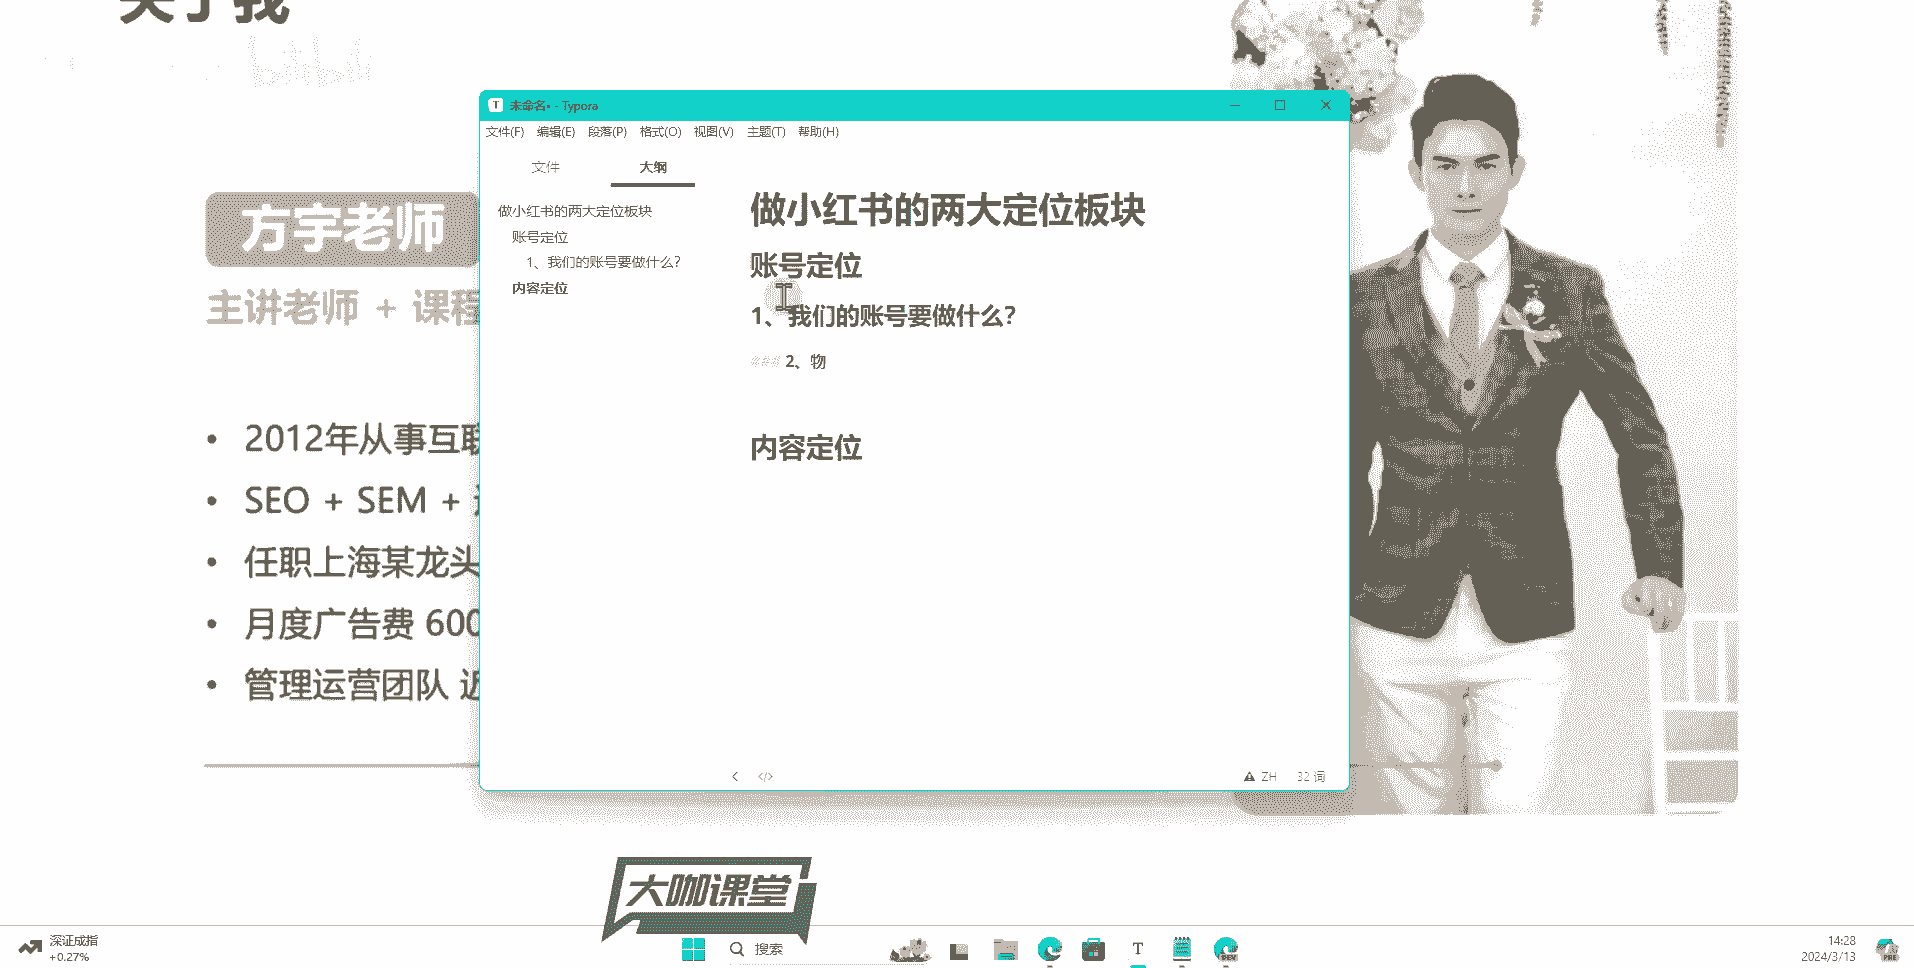 关于我
bilibili
未命名• - Typora
文件(F) 编辑(E) 段落(P) 格式(O) 视图(V) 主题(T) 帮助(H)
文件 大纲
做小红书的两大定位板块
账号定位
1、我们的账号要做什么?
内容定位
做小红书的两大定位板块
账号定位
1、我们的账号要做什么?
### 2、物
内容定位
</> ZH 32 词
方宇老师
主讲老师 + 课程
• 2012年从事互联
• SEO + SEM +
• 任职上海某龙头
• 月度广告费 600
• 管理运营团队 近
大咖课堂
深证成指
+0.27%
搜索
T
DEV
14:28
2024/3/13
PRE